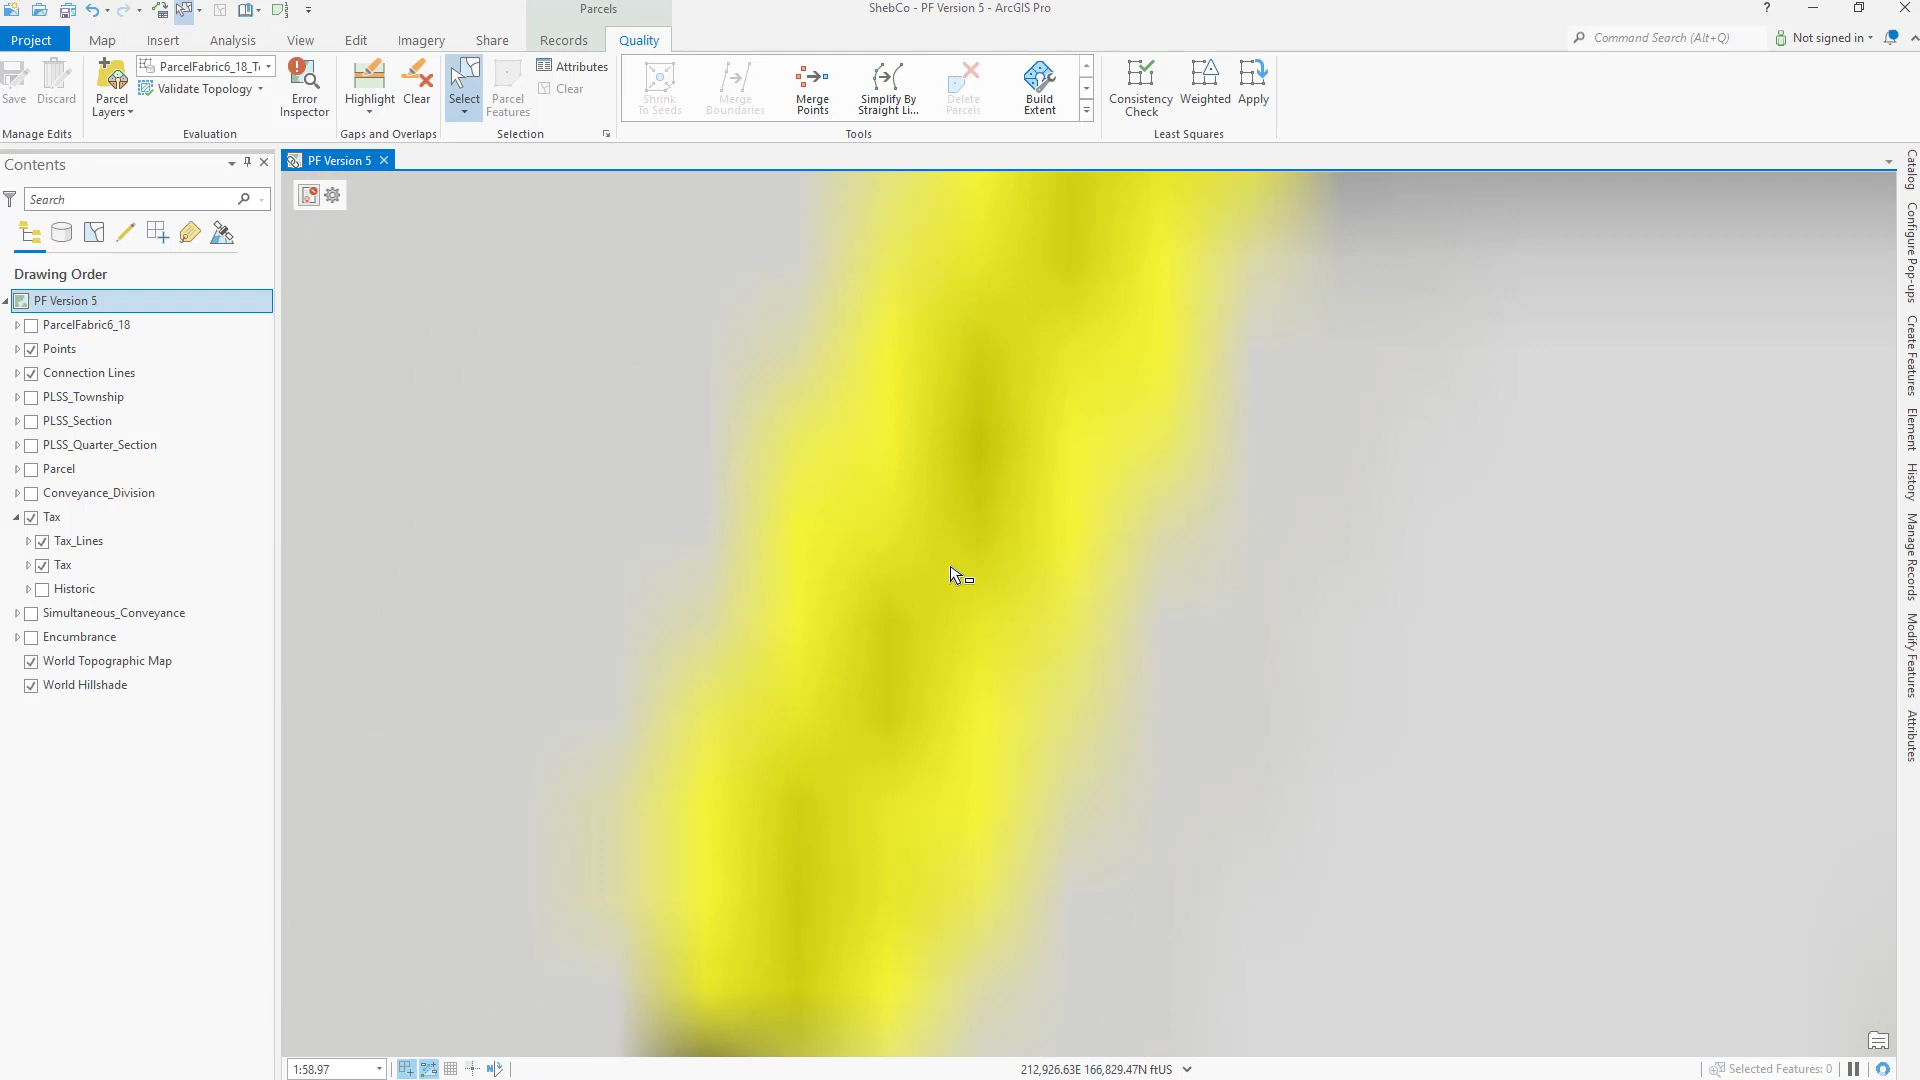 Parcels
ShebCo - PF Version 5 - ArcGIS Pro
?
Project
Map
Insert
Analysis
View
Edit
Imagery
Share
Records
Quality
Command Search (Alt+Q)
Not signed in
Save
Discard
Manage Edits
Parcel
Layers
ParcelFabric6_18_T
Validate Topology
Error
Inspector
Evaluation
Highlight
Clear
Gaps and Overlaps
Select
Parcel
Features
Attributes
Clear
Selection
Shrink
To Seeds
Merge
Boundaries
Merge
Points
Simplify By
Straight Li...
Delete
Parcels
Build
Extent
Tools
Consistency
Check
Weighted
Apply
Least Squares
Contents
Search
Drawing Order
PF Version 5
ParcelFabric6_18
Points
Connection Lines
PLSS_Township
PLSS_Section
PLSS_Quarter_Section
Parcel
Conveyance_Division
Tax
Tax_Lines
Tax
Historic
Simultaneous_Conveyance
Encumbrance
World Topographic Map
World Hillshade
PF Version 5
Catalog
Configure Pop-ups
Create Features
Element
History
Manage Records
Modify Features
Attributes
1:58.97
212,926.63E 166,829.47N ftUS
Selected Features: 0